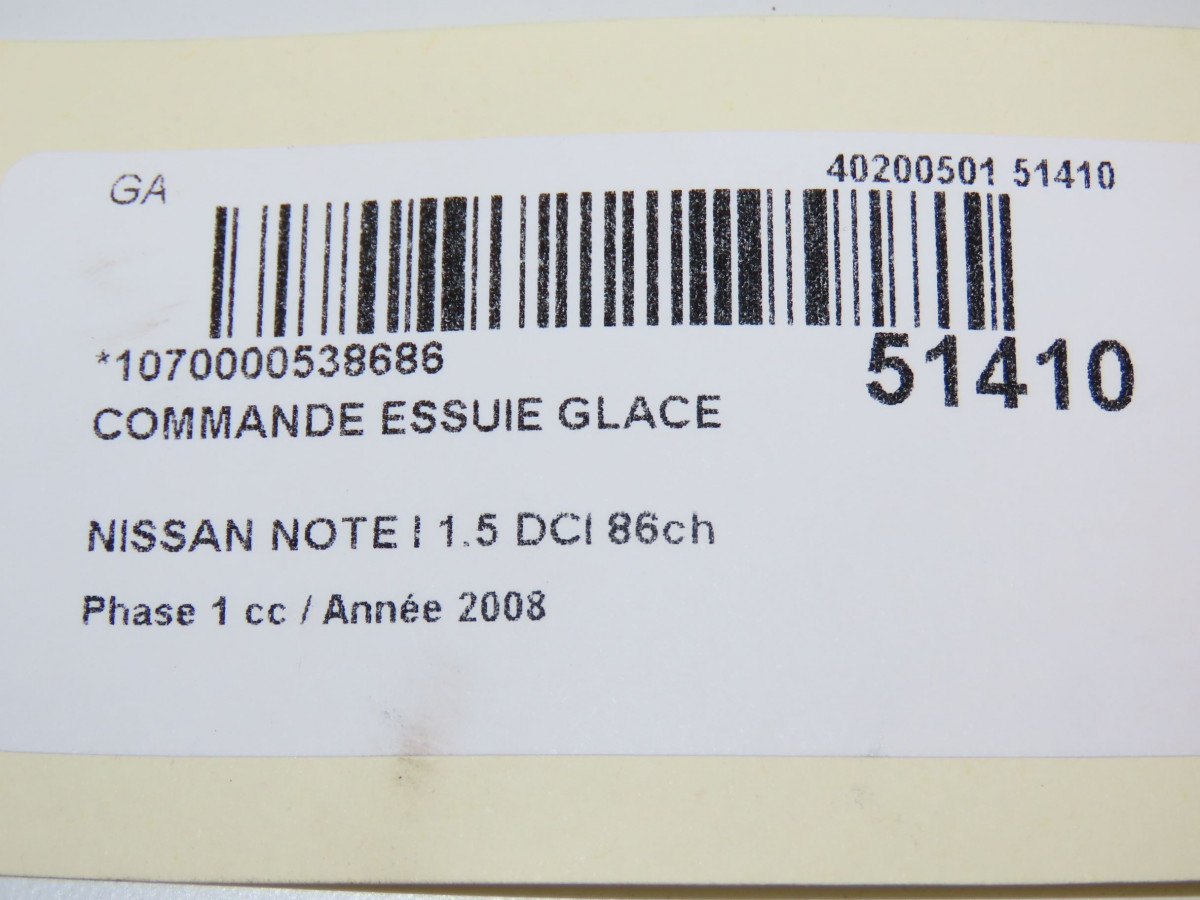 GA
40200501 51410
*1070000538686
51410
COMMANDE ESSUIE GLACE
NISSAN NOTE I 1.5 DCI 86ch
Phase 1 cc / Année 2008